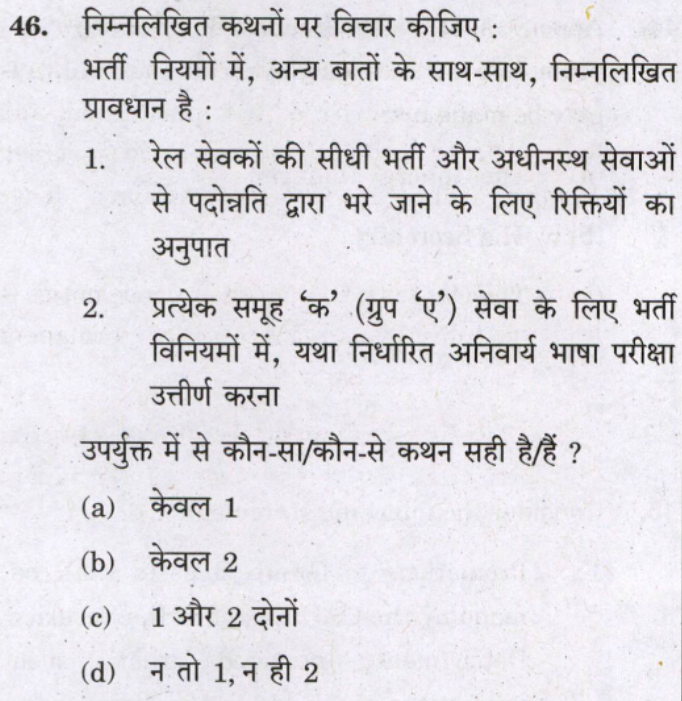 46. निम्नलिखित कथनों पर विचार कीजिए :
भर्ती नियमों में, अन्य बातों के साथ-साथ, निम्नलिखित
प्रावधान है :
1. रेल सेवकों की सीधी भर्ती और अधीनस्थ सेवाओं
से पदोन्नति द्वारा भरे जाने के लिए रिक्तियों का
अनुपात
2. प्रत्येक समूह ‘क’ (ग्रुप ‘ए’) सेवा के लिए भर्ती
विनियमों में, यथा निर्धारित अनिवार्य भाषा परीक्षा
उत्तीर्ण करना
उपर्युक्त में से कौन-सा/कौन-से कथन सही है/हैं ?
(a) केवल 1
(b) केवल 2
(c) 1 और 2 दोनों
(d) न तो 1, न ही 2